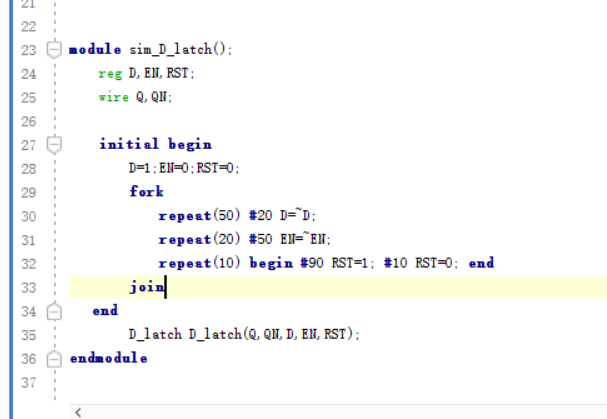 21
22
23 module sim_D_latch();
24 reg D,EN,RST;
25 wire Q,QN;
26
27 initial begin
28 D=1;EN=0;RST=0;
29 fork
30 repeat(50) #20 D=~D;
31 repeat(20) #50 EN=~EN;
32 repeat(10) begin #90 RST=1; #10 RST=0; end
33 join
34 end
35 D_latch D_latch(Q,QN,D,EN,RST);
36 endmodule
37